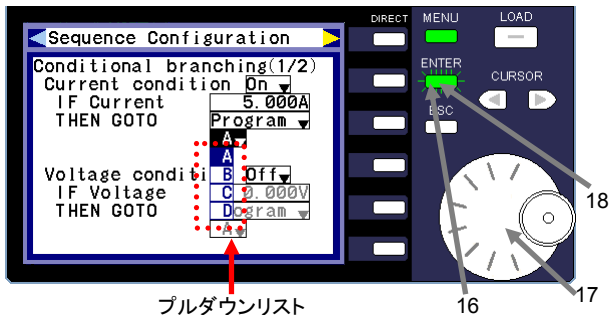 DIRECT
MENU
LOAD
Sequence Configuration
ENTER
CURSOR
ESC
Conditional branching(1/2)
Current condition On
IF Current 5.000A
THEN GOTO Program
A
A
Voltage conditi Off
B
IF Voltage 0.000V
C
THEN GOTO ogram
D
A
18
17
16
プルダウンリスト